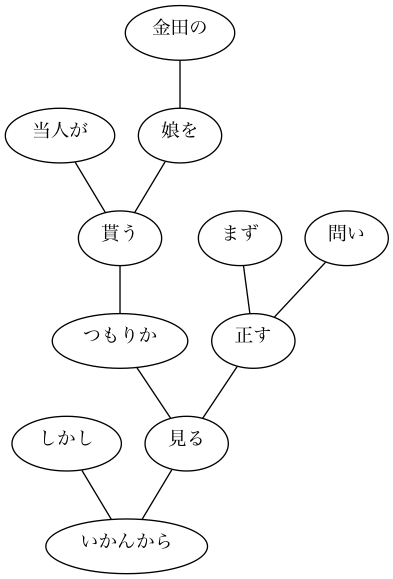 金田の
当人が
娘を
貰う
まず
問い
つもりか
正す
しかし
見る
いかんから